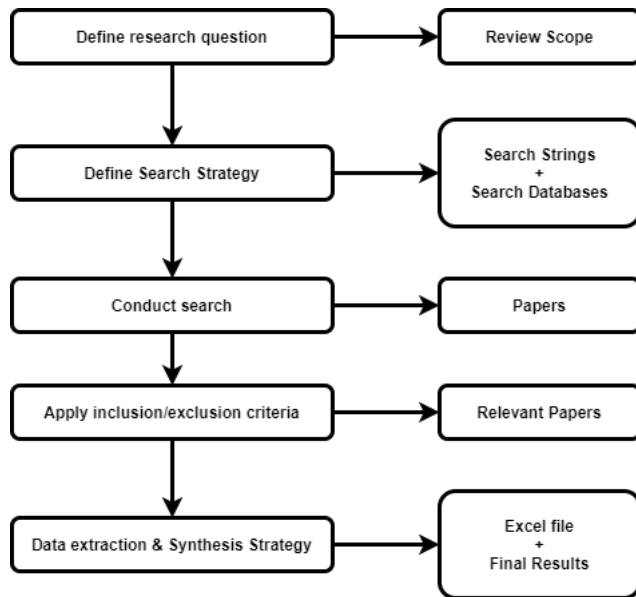 Define research question
Review Scope
Define Search Strategy
Search Strings
+
Search Databases
Conduct search
Papers
Apply inclusion/exclusion criteria
Relevant Papers
Data extraction & Synthesis Strategy
Excel file
+
Final Results